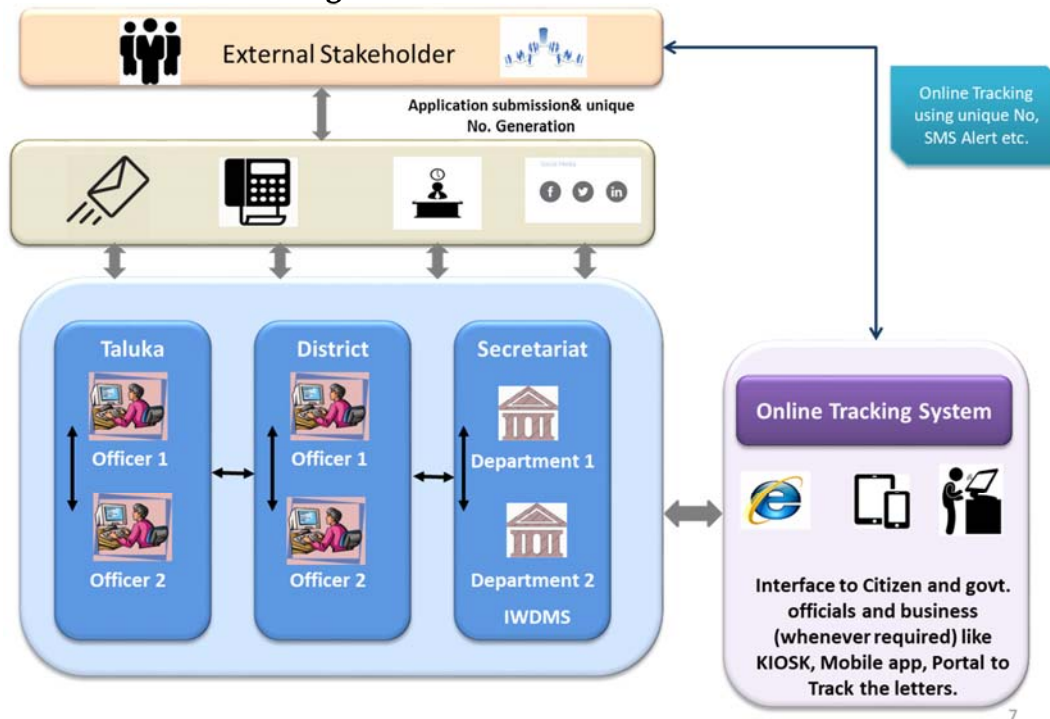 External Stakeholder
Application submission& unique
No. Generation
Online Tracking
using unique No,
SMS Alert etc.
Social Media
f
in
Taluka
Officer 1
Officer 2
District
Officer 1
Officer 2
Secretariat
Department 1
Department 2
IWDMS
Online Tracking System
Interface to Citizen and govt.
officials and business
(whenever required) like
KIOSK, Mobile app, Portal to
Track the letters.
7